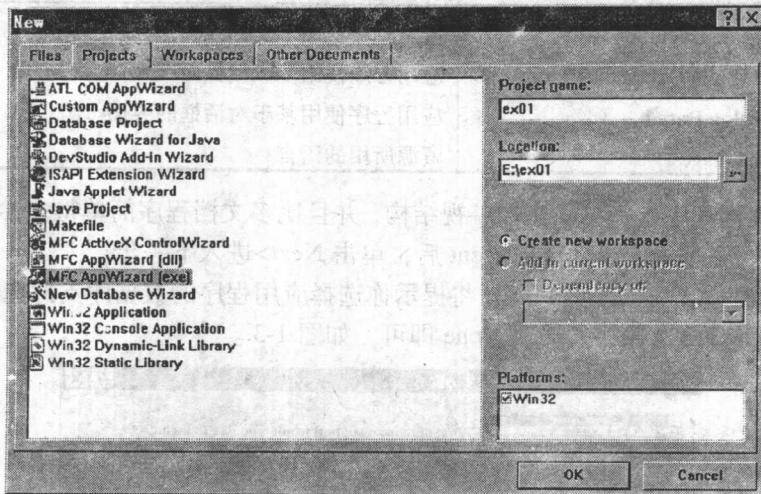 New
Files
Projects
Workspaces
Other Documents
ATL COM AppWizard
Custom AppWizard
Database Project
Database Wizard for Java
DevStudio Add-in Wizard
ISAPI Extension Wizard
Java Applet Wizard
Java Project
Makefile
MFC ActiveX ControlWizard
MFC AppWizard [dll]
MFC AppWizard [exe]
New Database Wizard
Win32 Application
Win32 Console Application
Win32 Dynamic-Link Library
Win32 Static Library
Project name:
ex01
Location:
E:\ex01
...
Create new workspace
Add to current workspace
Dependency of:
Platforms:
Win32
OK
Cancel